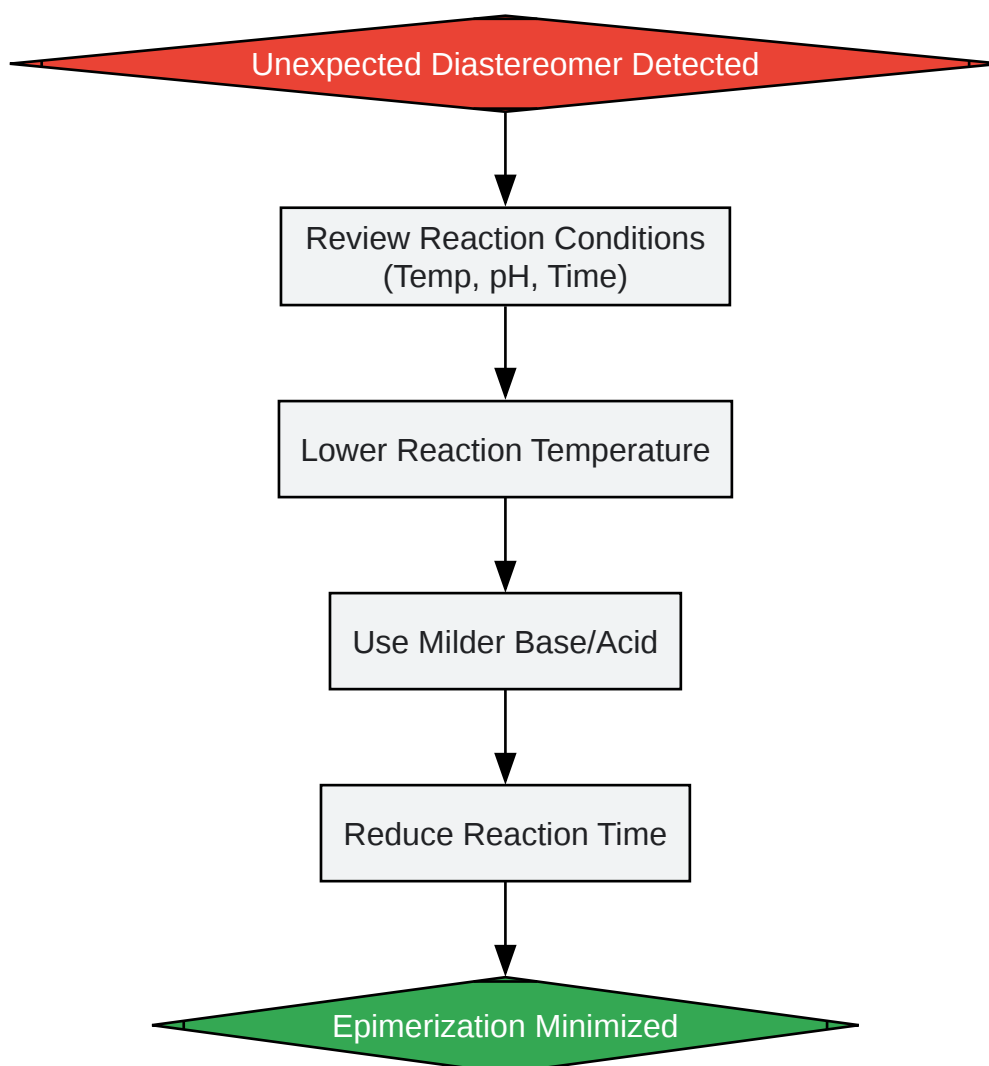 Unexpected Diastereomer Detected
Review Reaction Conditions
(Temp, pH, Time)
Lower Reaction Temperature
Use Milder Base/Acid
Reduce Reaction Time
Epimerization Minimized